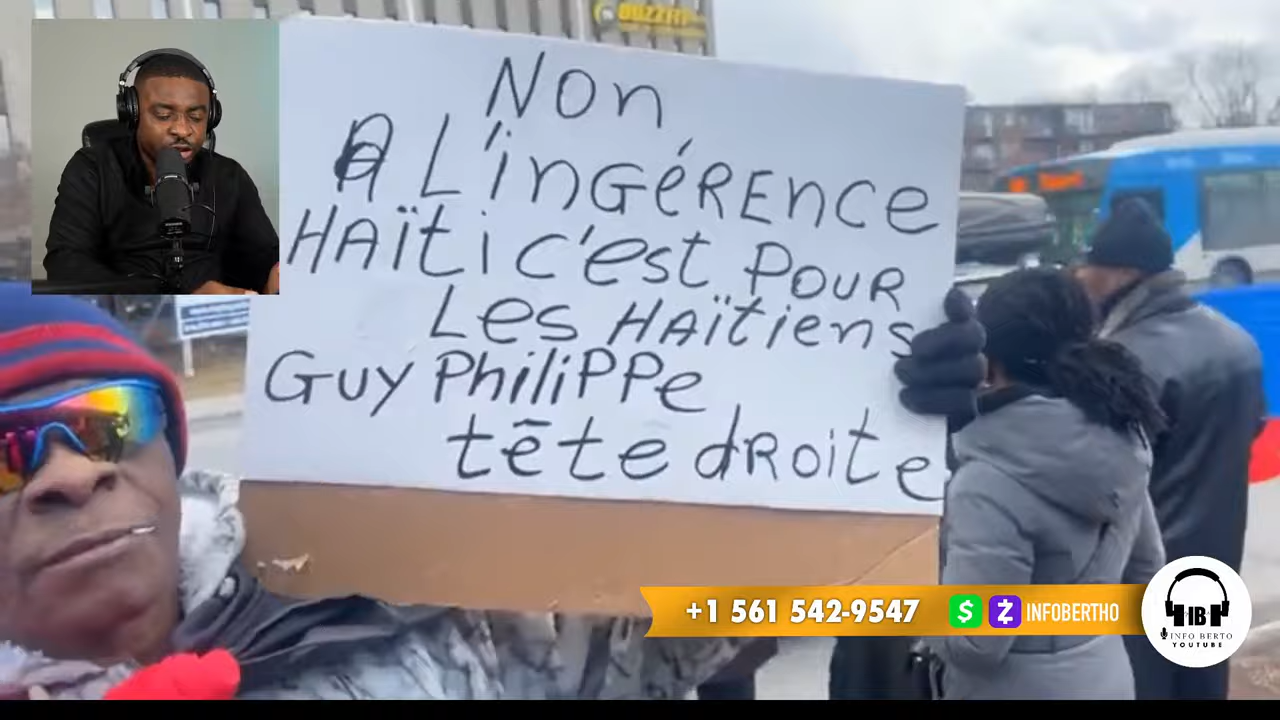 Non
A L'inGéRENce
HAïti c'est POUR
Les HAïtiens
GUY PhiliPPe
tête dROite
+1 561 542-9547
$ Z INFOBERTHO
IB
INFO BERTO
YOUTUBE